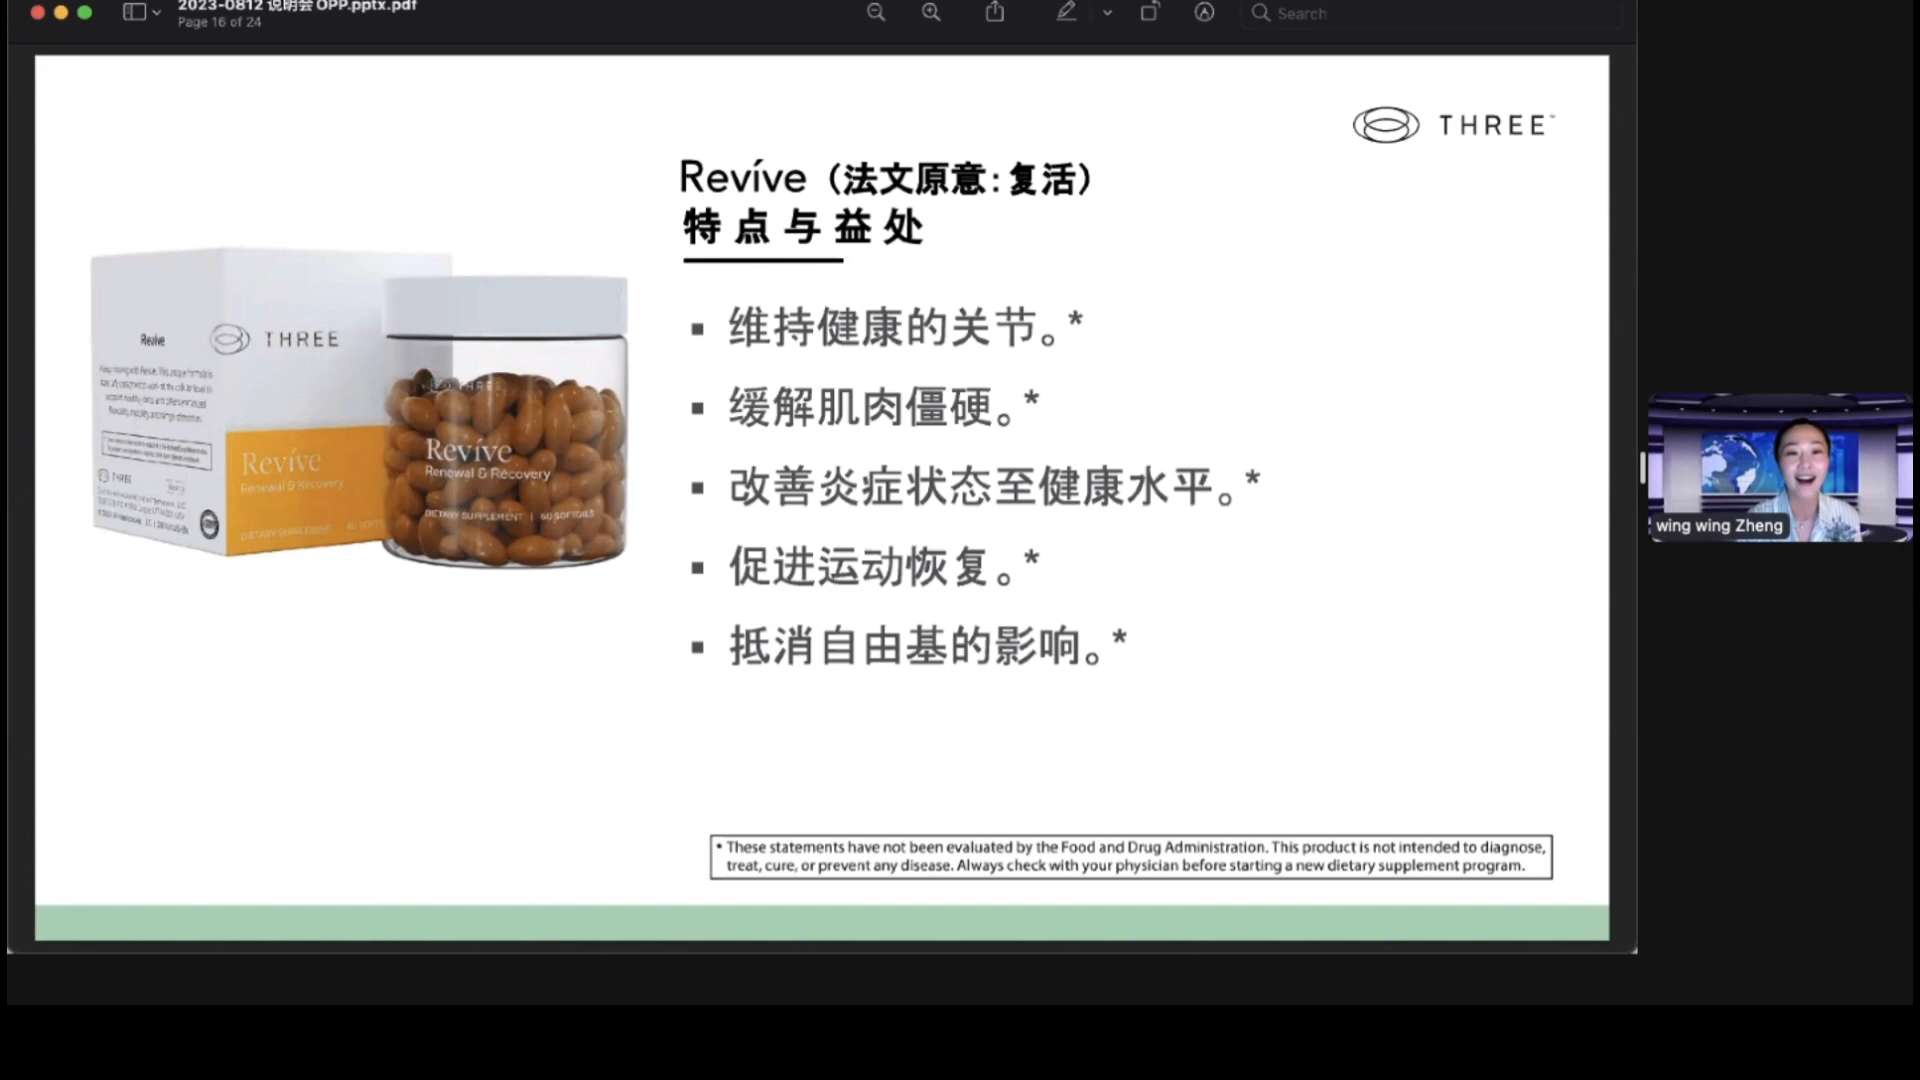 2023-0812 说明会 OPP.pptx.pdf
Page 16 of 24
Search
THREE™
Revíve（法文原意：复活）
特点与益处
▪ 维持健康的关节。*
▪ 缓解肌肉僵硬。*
▪ 改善炎症状态至健康水平。*
▪ 促进运动恢复。*
▪ 抵消自由基的影响。*
Revíve
THREE
THREE
Revíve
Renewal & Recovery
DIETARY SUPPLEMENT
THREE
Revíve
Renewal & Recovery
DIETARY SUPPLEMENT | 60 SOFTGELS
wing wing Zheng
* These statements have not been evaluated by the Food and Drug Administration. This product is not intended to diagnose,
treat, cure, or prevent any disease. Always check with your physician before starting a new dietary supplement program.